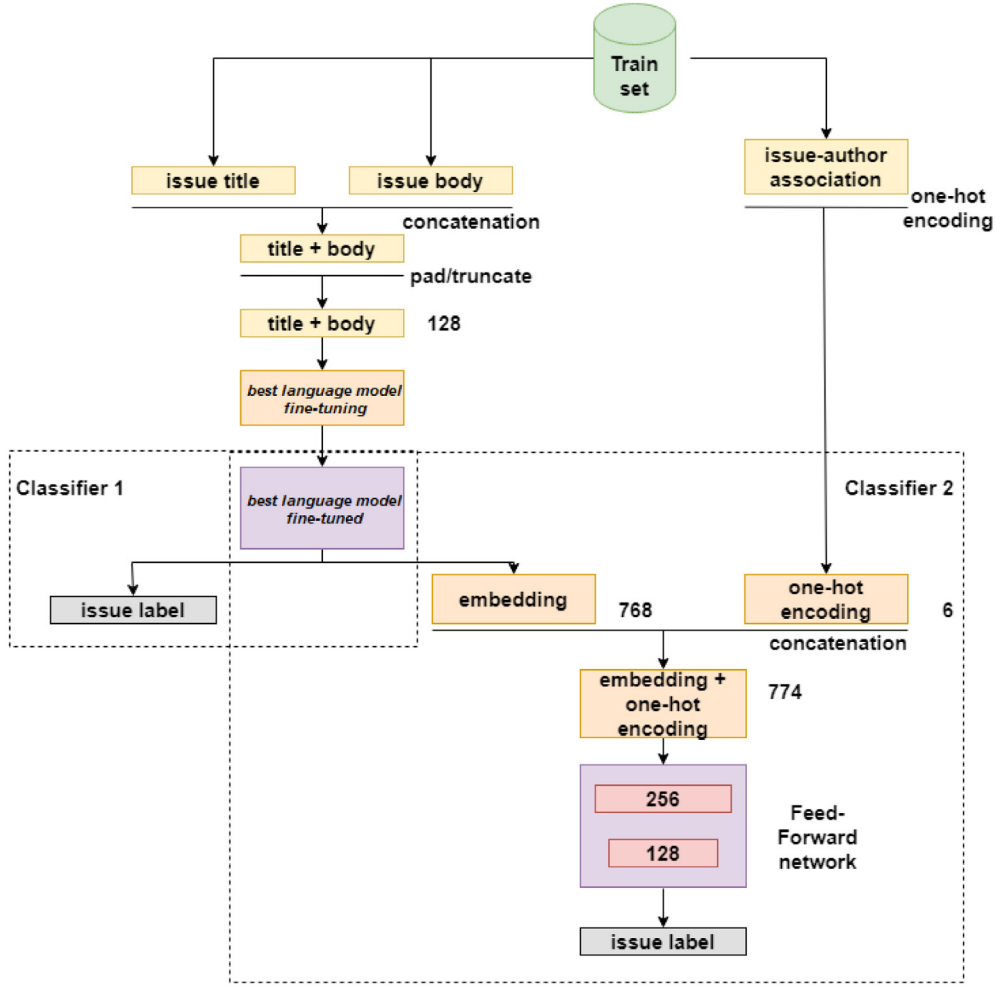 Train
set
issue title
issue body
issue-author
association
one-hot
encoding
concatenation
title + body
pad/truncate
title + body
128
best language model
fine-tuning
Classifier 1
best language model
fine-tuned
Classifier 2
issue label
embedding
768
one-hot
encoding
6
concatenation
embedding +
one-hot
encoding
774
256
128
Feed-
Forward
network
issue label